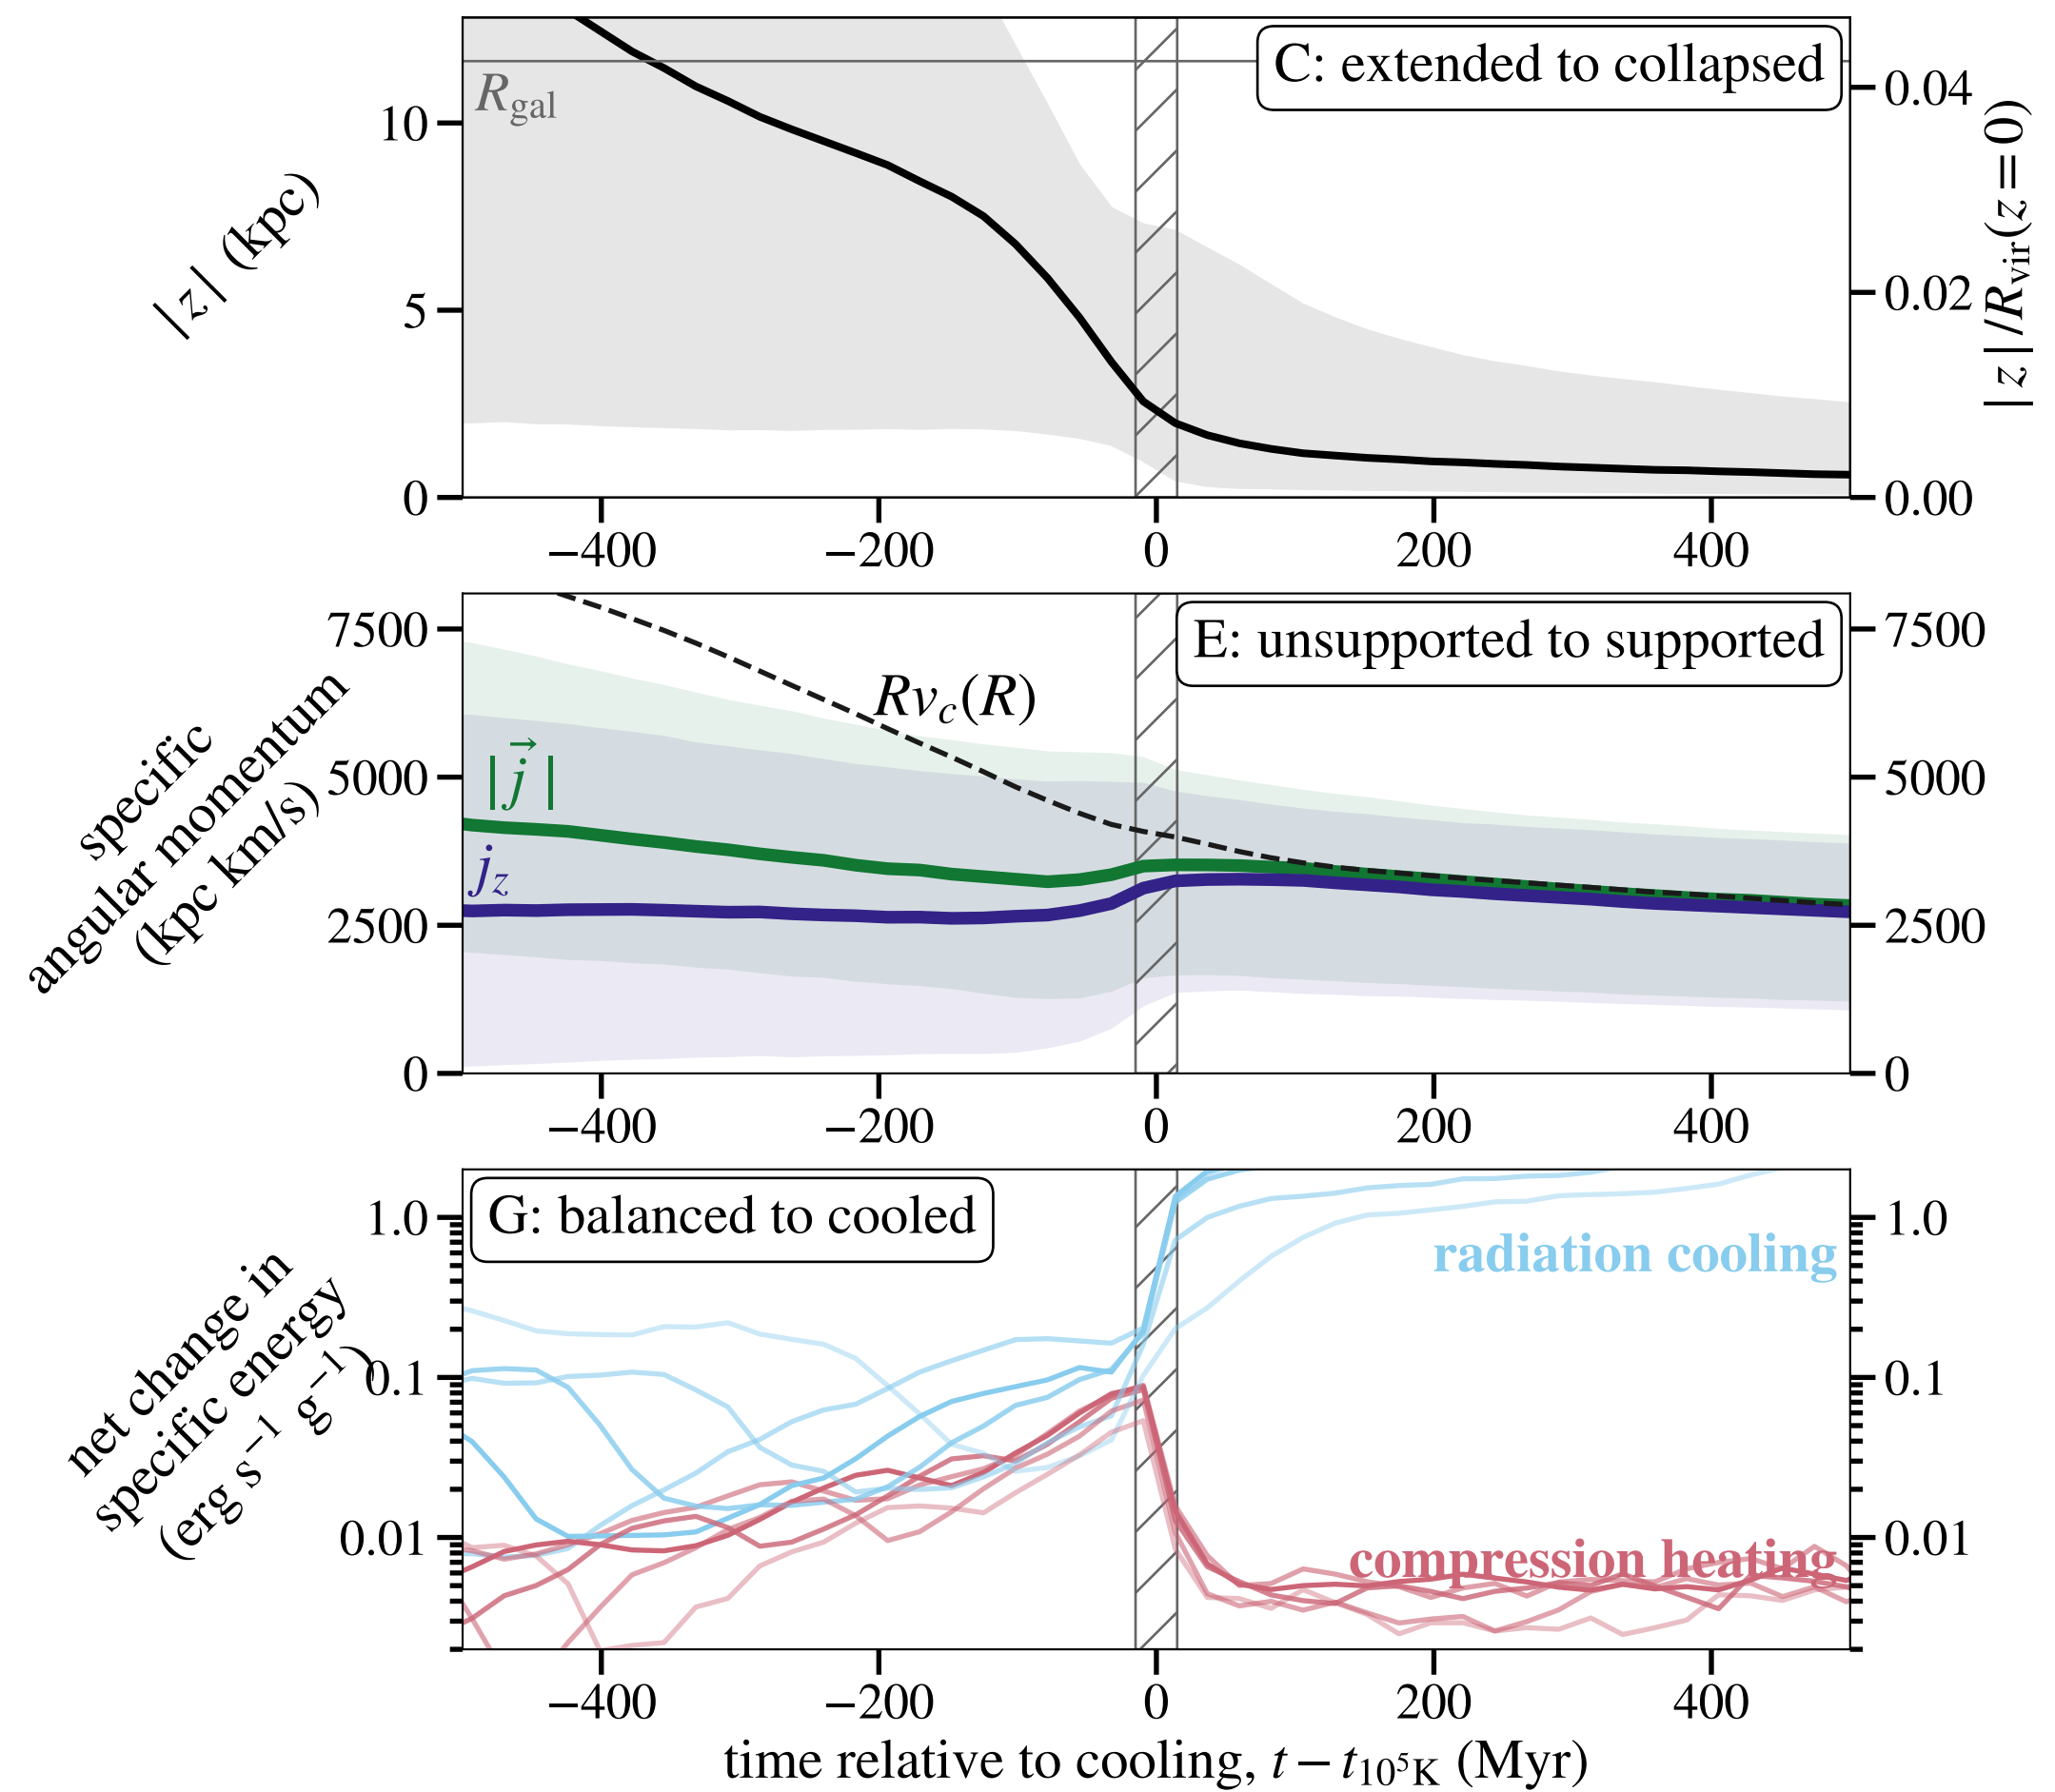 C: extended to collapsed
R_gal
|z| (kpc)
10
5
0
0.04
0.02
0.00
|z|/R_vir(z=0)
−400 −200 0 200 400
E: unsupported to supported
Rv_c(R)
|j⃗|
j_z
specific
angular momentum
(kpc km/s)
7500
5000
2500
0
7500
5000
2500
0
−400 −200 0 200 400
G: balanced to cooled
radiation cooling
compression heating
net change in
specific energy
(erg s⁻¹ g⁻¹)
1.0
0.1
0.01
1.0
0.1
0.01
−400 −200 0 200 400
time relative to cooling, t − t_10⁵K (Myr)